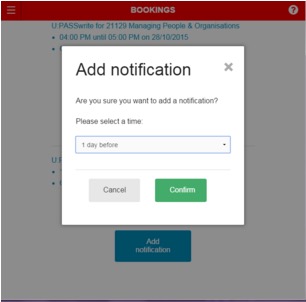 BOOKINGS
?
U:PASSwrite for 21129 Managing People & Organisations
• 04:00 PM until 05:00 PM on 28/10/2015
Add notification
×
Are you sure you want to add a notification?
Please select a time:
1 day before
Cancel
Confirm
Add
notification